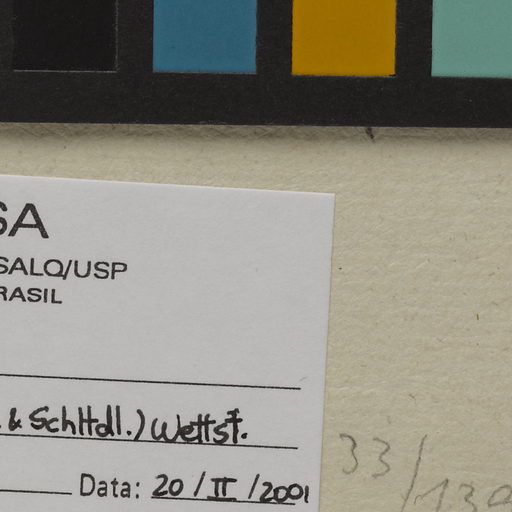 SA
SALQ/USP
RASIL
. & Schltdl.) Wettst.
Data: 20 / II / 2001
33/